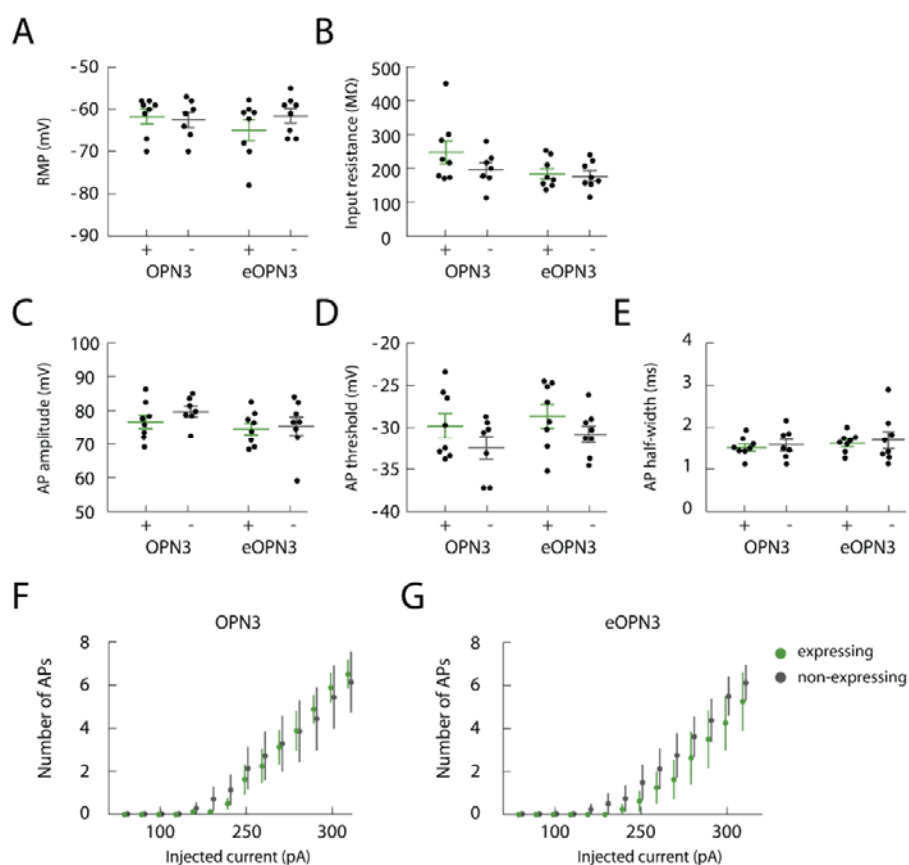 A
B
RMP (mV)
-50
-60
-70
-80
-90
+ - + -
OPN3 eOPN3
Input resistance (MΩ)
500
400
300
200
100
0
+ - + -
OPN3 eOPN3
C
D
E
AP amplitude (mV)
100
90
80
70
60
50
+ - + -
OPN3 eOPN3
AP threshold (mV)
-20
-25
-30
-35
-40
+ - + -
OPN3 eOPN3
AP half-width (ms)
4
3
2
1
0
+ - + -
OPN3 eOPN3
F
G
OPN3
Number of APs
8
6
4
2
0
100 250 300
Injected current (pA)
eOPN3
Number of APs
8
6
4
2
0
100 250 300
Injected current (pA)
expressing
non-expressing